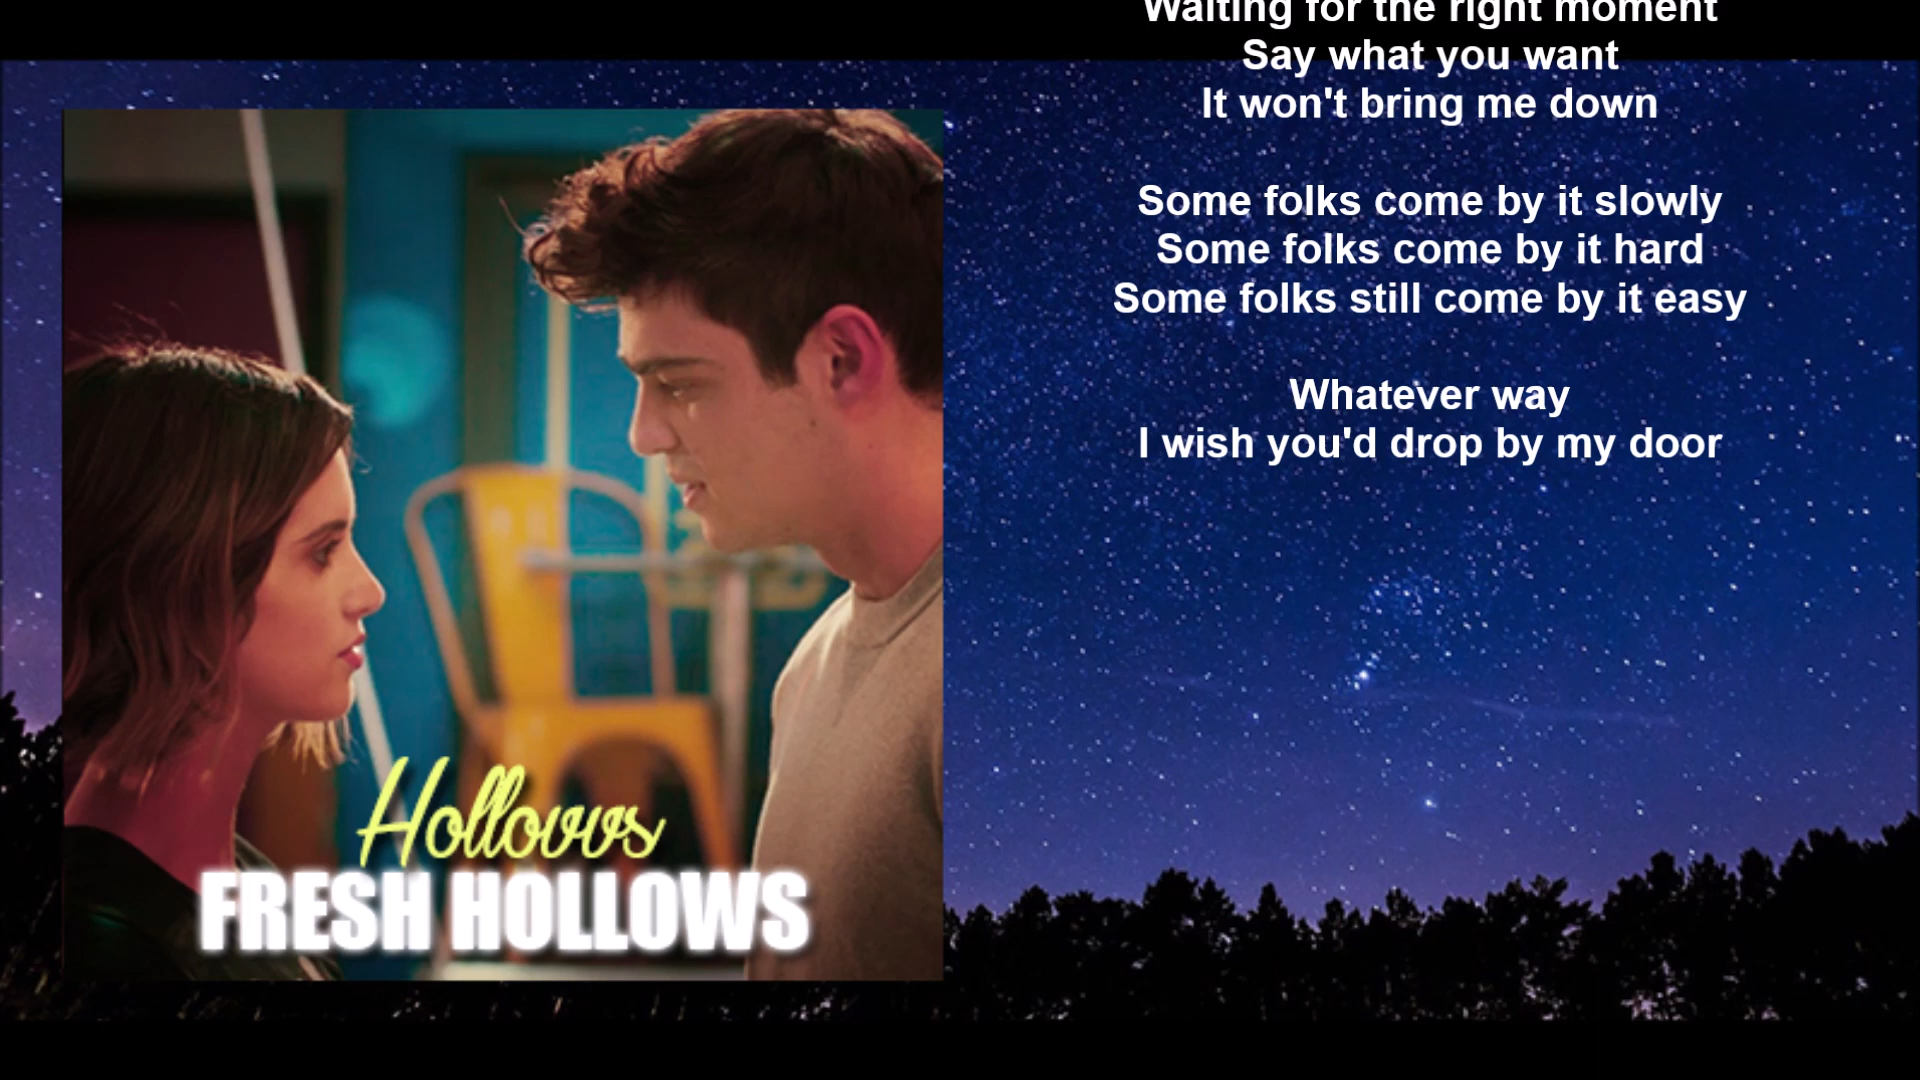 Waiting for the right moment
Say what you want
It won't bring me down
Some folks come by it slowly
Some folks come by it hard
Some folks still come by it easy
Whatever way
I wish you'd drop by my door
Hollovvs
FRESH HOLLOWS